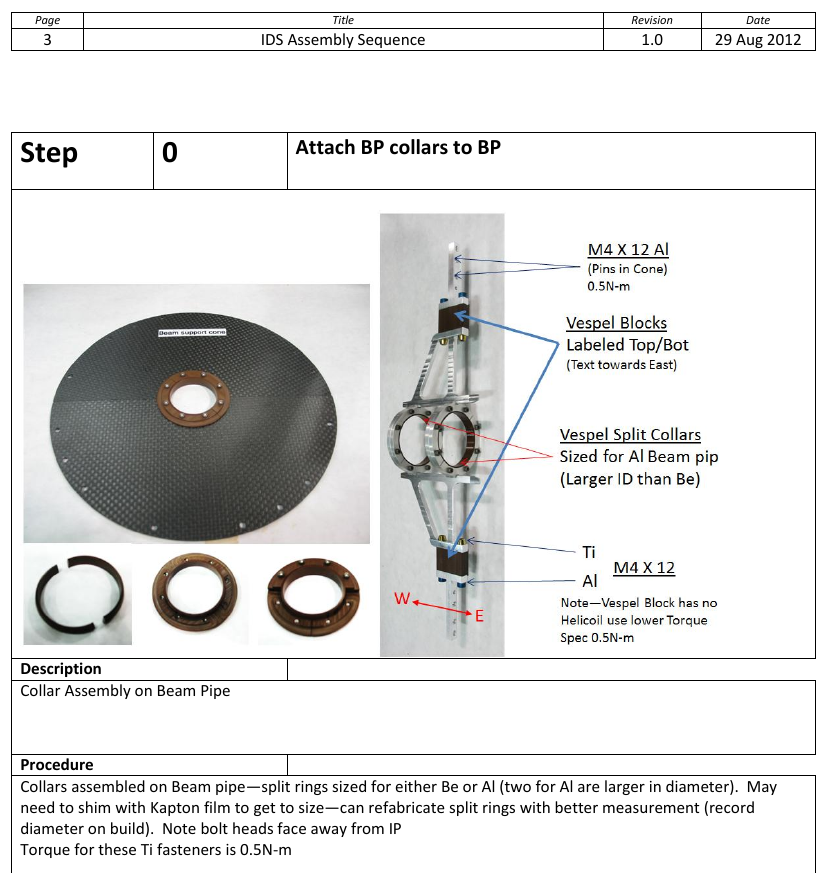 Page Title Revision Date
3 IDS Assembly Sequence 1.0 29 Aug 2012
Step 0 Attach BP collars to BP
Beam support cone
M4 X 12 Al
(Pins in Cone)
0.5N-m
Vespel Blocks
Labeled Top/Bot
(Text towards East)
Vespel Split Collars
Sized for Al Beam pip
(Larger ID than Be)
Ti
M4 X 12
Al
W
E
Note—Vespel Block has no
Helicoil use lower Torque
Spec 0.5N-m
Description
Collar Assembly on Beam Pipe
Procedure
Collars assembled on Beam pipe—split rings sized for either Be or Al (two for Al are larger in diameter).  May
need to shim with Kapton film to get to size—can refabricate split rings with better measurement (record
diameter on build).  Note bolt heads face away from IP
Torque for these Ti fasteners is 0.5N-m